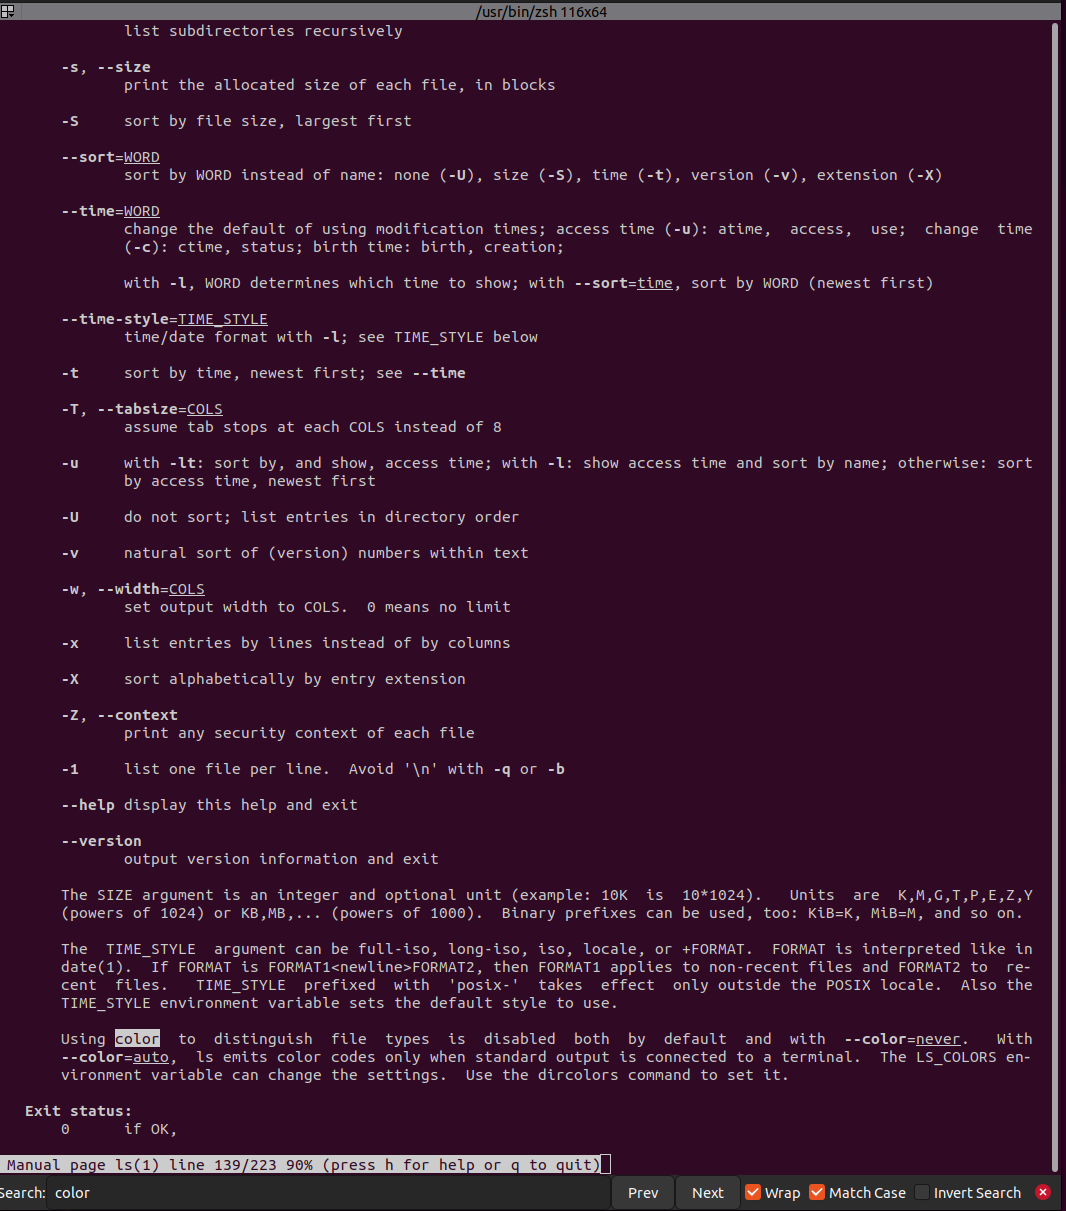 /usr/bin/zsh 116x64
list subdirectories recursively
-s, --size
print the allocated size of each file, in blocks
-S     sort by file size, largest first
--sort=WORD
sort by WORD instead of name: none (-U), size (-S), time (-t), version (-v), extension (-X)
--time=WORD
change the default of using modification times; access time (-u): atime,  access,  use;  change  time
(-c): ctime, status; birth time: birth, creation;
with -l, WORD determines which time to show; with --sort=time, sort by WORD (newest first)
--time-style=TIME_STYLE
time/date format with -l; see TIME_STYLE below
-t     sort by time, newest first; see --time
-T, --tabsize=COLS
assume tab stops at each COLS instead of 8
-u     with -lt: sort by, and show, access time; with -l: show access time and sort by name; otherwise: sort
by access time, newest first
-U     do not sort; list entries in directory order
-v     natural sort of (version) numbers within text
-w, --width=COLS
set output width to COLS.  0 means no limit
-x     list entries by lines instead of by columns
-X     sort alphabetically by entry extension
-Z, --context
print any security context of each file
-1     list one file per line.  Avoid '\n' with -q or -b
--help display this help and exit
--version
output version information and exit
The SIZE argument is an integer and optional unit (example: 10K  is  10*1024).   Units  are  K,M,G,T,P,E,Z,Y
(powers of 1024) or KB,MB,... (powers of 1000).  Binary prefixes can be used, too: KiB=K, MiB=M, and so on.
The  TIME_STYLE  argument can be full-iso, long-iso, iso, locale, or +FORMAT.  FORMAT is interpreted like in
date(1).  If FORMAT is FORMAT1<newline>FORMAT2, then FORMAT1 applies to non-recent files and FORMAT2 to  re-
cent  files.   TIME_STYLE  prefixed  with  'posix-'  takes  effect  only outside the POSIX locale.  Also the
TIME_STYLE environment variable sets the default style to use.
Using color  to  distinguish  file  types  is  disabled  both  by  default  and  with  --color=never.   With
--color=auto,  ls emits color codes only when standard output is connected to a terminal.  The LS_COLORS en-
vironment variable can change the settings.  Use the dircolors command to set it.
Exit status:
0      if OK,
Manual page ls(1) line 139/223 90% (press h for help or q to quit)
Search: color Prev Next Wrap Match Case Invert Search